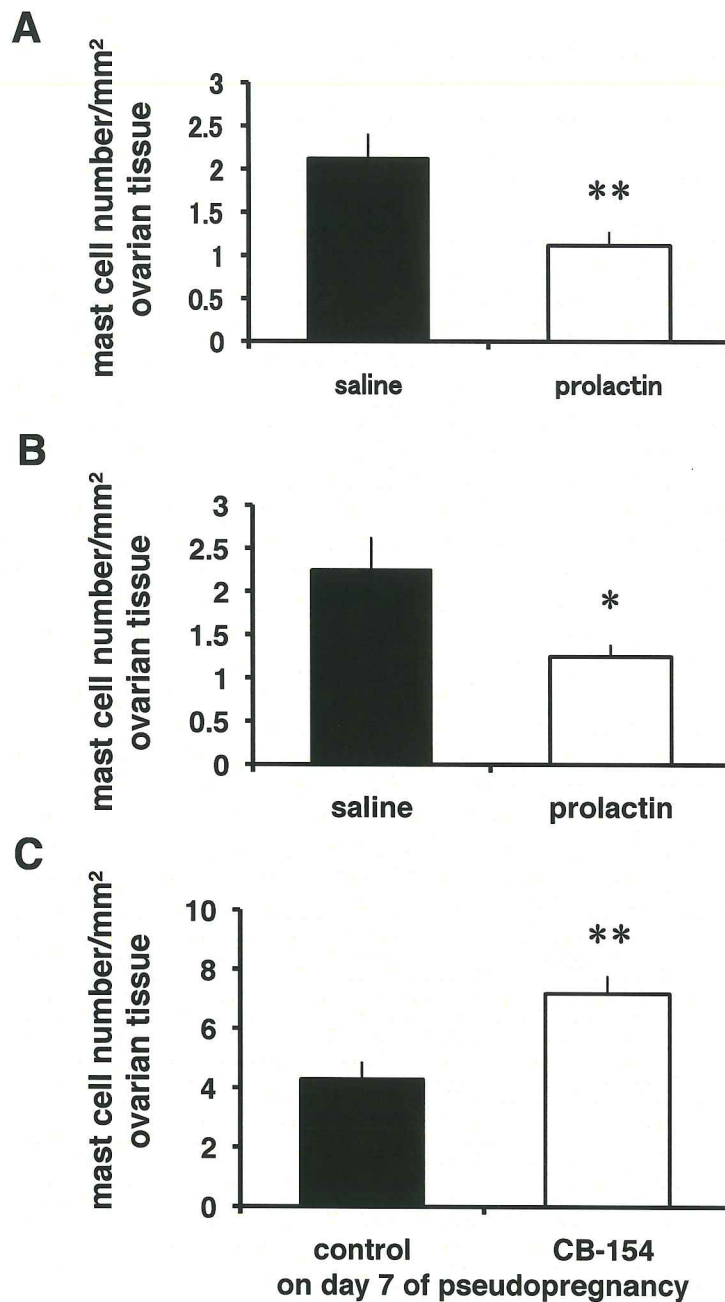 A
mast cell number/mm²
ovarian tissue
3
2.5
2
1.5
1
0.5
0
**
saline
prolactin
B
mast cell number/mm²
ovarian tissue
3
2.5
2
1.5
1
0.5
0
*
saline
prolactin
C
mast cell number/mm²
ovarian tissue
10
8
6
4
2
0
**
control
CB-154
on day 7 of pseudopregnancy